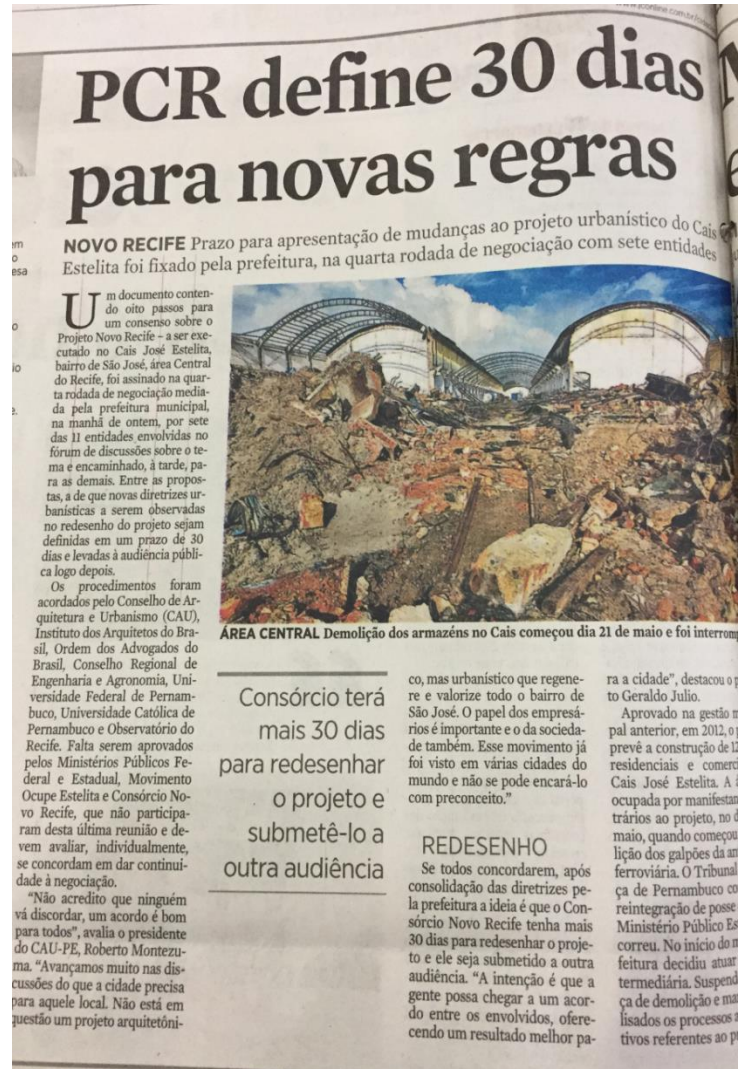 www.jconline.com.br/
PCR define 30 dias
para novas regras
NOVO RECIFE Prazo para apresentação de mudanças ao projeto urbanístico do Cais
Estelita foi fixado pela prefeitura, na quarta rodada de negociação com sete entidades
Um documento conten-
do oito passos para
um consenso sobre o
Projeto Novo Recife – a ser exe-
cutado no Cais José Estelita,
bairro de São José, área Central
do Recife, foi assinado na quar-
ta rodada de negociação media-
da pela prefeitura municipal,
na manhã de ontem, por sete
das 11 entidades envolvidas no
fórum de discussões sobre o te-
ma e encaminhado, à tarde, pa-
ra as demais. Entre as propos-
tas, a de que novas diretrizes ur-
banísticas a serem observadas
no redesenho do projeto sejam
definidas em um prazo de 30
dias e levadas à audiência públi-
ca logo depois.
Os procedimentos foram
acordados pelo Conselho de Ar-
quitetura e Urbanismo (CAU),
Instituto dos Arquitetos do Bra-
sil, Ordem dos Advogados do
Brasil, Conselho Regional de
Engenharia e Agronomia, Uni-
versidade Federal de Pernam-
buco, Universidade Católica de
Pernambuco e Observatório do
Recife. Falta serem aprovados
pelos Ministérios Públicos Fe-
deral e Estadual, Movimento
Ocupe Estelita e Consórcio No-
vo Recife, que não participa-
ram desta última reunião e de-
vem avaliar, individualmente,
se concordam em dar continui-
dade à negociação.
“Não acredito que ninguém
vá discordar, um acordo é bom
para todos”, avalia o presidente
do CAU-PE, Roberto Montezu-
ma. “Avançamos muito nas dis-
cussões do que a cidade precisa
para aquele local. Não está em
questão um projeto arquitetôni-
ÁREA CENTRAL Demolição dos armazéns no Cais começou dia 21 de maio e foi interrom
Consórcio terá
mais 30 dias
para redesenhar
o projeto e
submetê-lo a
outra audiência
co, mas urbanístico que regene-
re e valorize todo o bairro de
São José. O papel dos empresá-
rios é importante e o da socieda-
de também. Esse movimento já
foi visto em várias cidades do
mundo e não se pode encará-lo
com preconceito.”
REDESENHO
Se todos concordarem, após
consolidação das diretrizes pe-
la prefeitura a ideia é que o Con-
sórcio Novo Recife tenha mais
30 dias para redesenhar o proje-
to e ele seja submetido a outra
audiência. “A intenção é que a
gente possa chegar a um acor-
do entre os envolvidos, ofere-
cendo um resultado melhor pa-
ra a cidade”, destacou o p
to Geraldo Julio.
Aprovado na gestão m
pal anterior, em 2012, o p
prevê a construção de 12
residenciais e comerci
Cais José Estelita. A á
ocupada por manifestan
trários ao projeto, no d
maio, quando começou
lição dos galpões da an
ferroviária. O Tribunal
ça de Pernambuco co
reintegração de posse
Ministério Público Es
correu. No início do m
feitura decidiu atuar
termediária. Suspend
ça de demolição e man
lisados os processos a
tivos referentes ao p